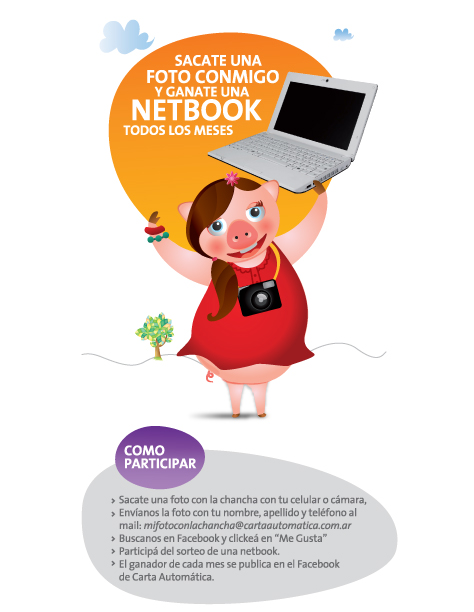 SACATE UNA
FOTO CONMIGO
Y GANATE UNA
NETBOOK
TODOS LOS MESES
COMO
PARTICIPAR
› Sacate una foto con la chancha con tu celular o cámara,
› Envíanos la foto con tu nombre, apellido y teléfono al
mail: mifotoconlachancha@cartaautomatica.com.ar
› Buscanos en Facebook y clickeá en “Me Gusta”
› Participá del sorteo de una netbook.
› El ganador de cada mes se publica en el Facebook
de Carta Automática.